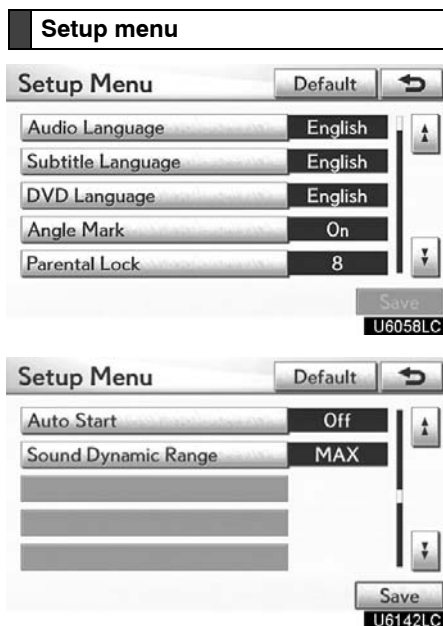 Setup menu
Setup Menu Default
Audio Language English
Subtitle Language English
DVD Language English
Angle Mark On
Parental Lock 8
Save
U6058LC
Setup Menu Default
Auto Start Off
Sound Dynamic Range MAX
Save
U6142LC